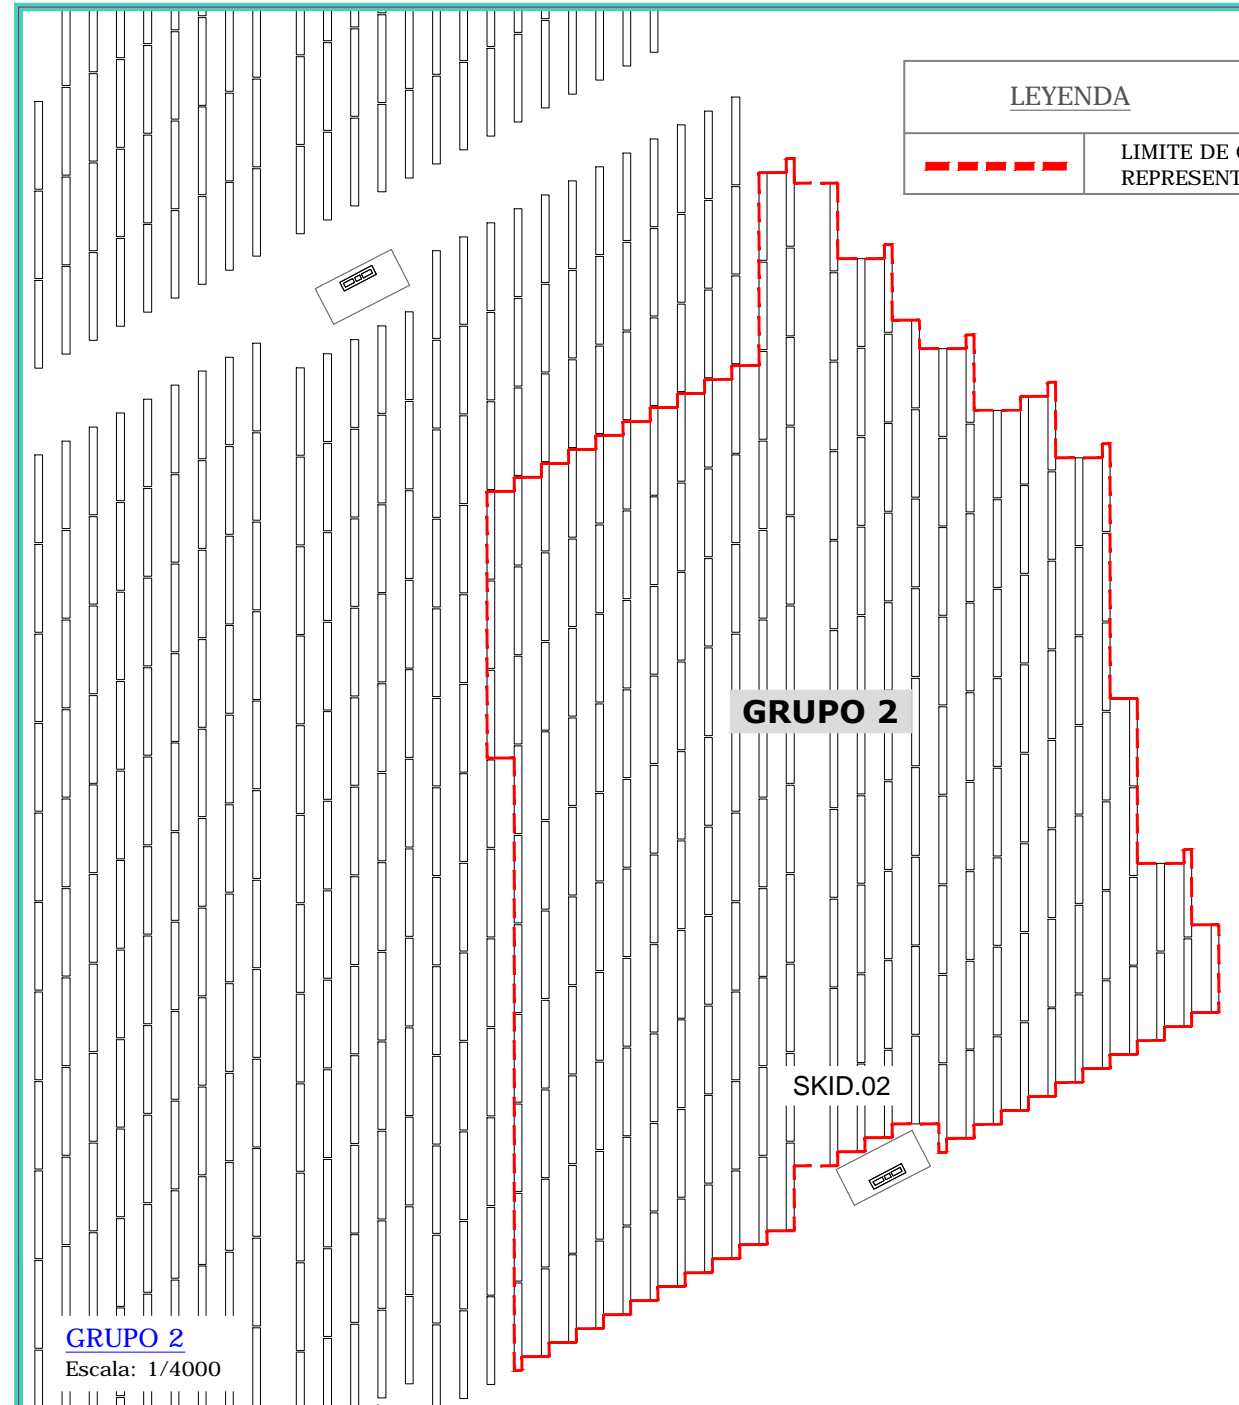 LEYENDA
LIMITE DE
REPRESENT
GRUPO 2
SKID.02
GRUPO 2
Escala: 1/4000